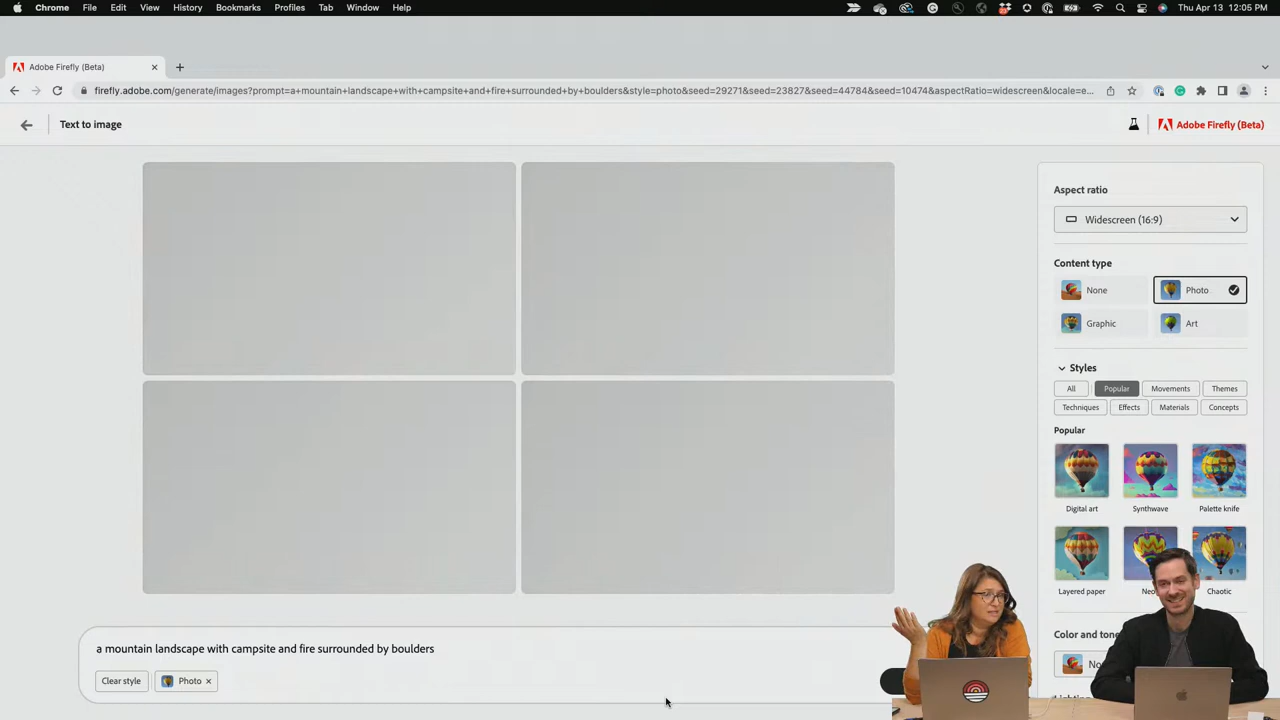 Chrome File Edit View History Bookmarks Profiles Tab Window Help
Thu Apr 13 12:05 PM
Adobe Firefly (Beta)
firefly.adobe.com/generate/images?prompt=a+mountain+landscape+with+campsite+and+fire+surrounded+by+boulders&style=photo&seed=29271&seed=23827&seed=44784&seed=10474&aspectRatio=widescreen&locale=e...
Text to image
Adobe Firefly (Beta)
Aspect ratio
Widescreen (16:9)
Content type
None
Photo
Graphic
Art
Styles
All Popular Movements Themes
Techniques Effects Materials Concepts
Popular
Digital art Synthwave Palette knife
Layered paper Chaotic
Color and
a mountain landscape with campsite and fire surrounded by boulders
Clear style Photo